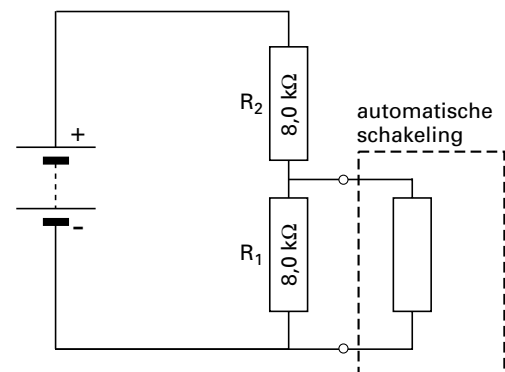 +
-
R₂
8,0 kΩ
R₁
8,0 kΩ
automatische
schakeling